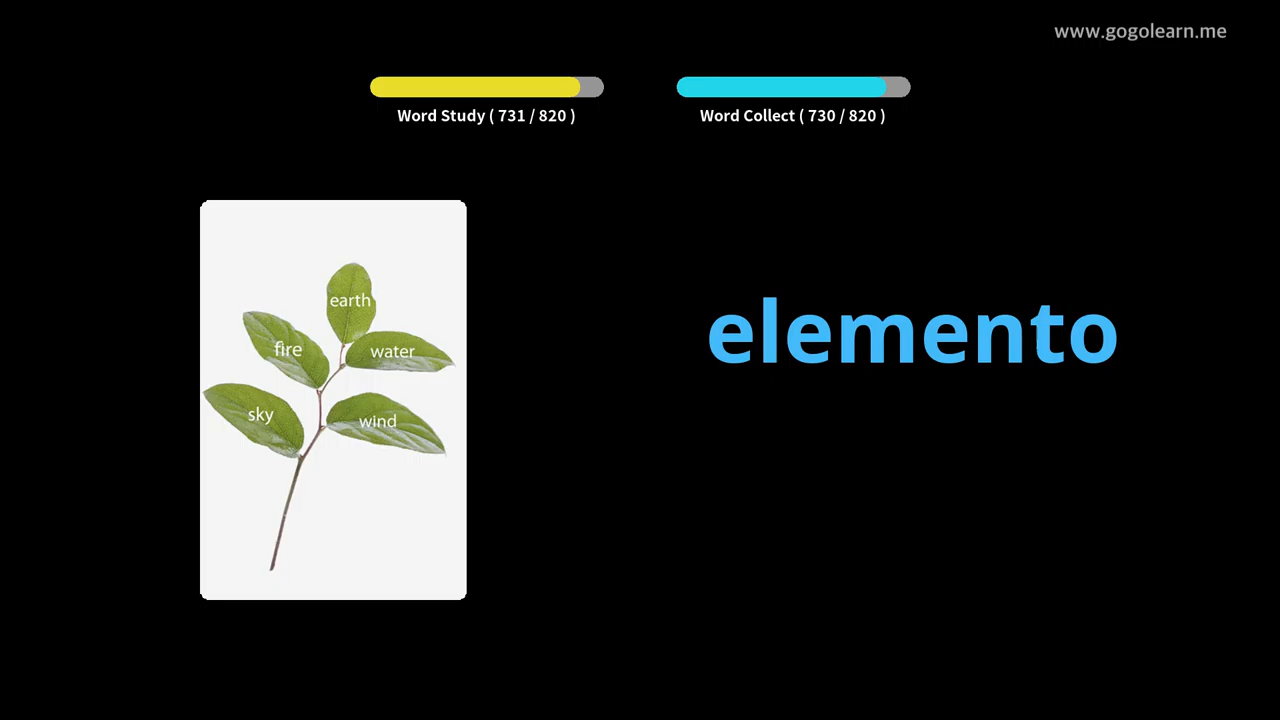 www.gogolearn.me
Word Study ( 731 / 820 )
Word Collect ( 730 / 820 )
earth
fire
water
sky
wind
elemento